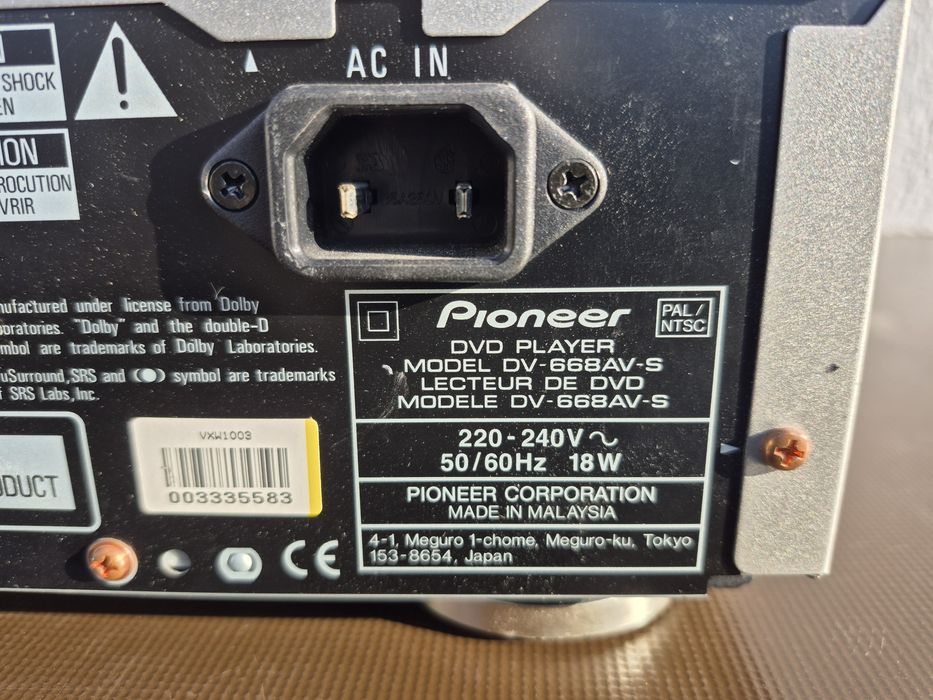 AC IN
SHOCK
EN
ION
ROCUTION
VRIR
nufactured under license from Dolby
boratories. "Dolby" and the double-D
mbol are trademarks of Dolby Laboratories.
uSurround, SRS and symbol are trademarks
f SRS Labs, Inc.
ODUCT
VXW1003
003335583
CE
Pioneer
PAL/
NTSC
DVD PLAYER
MODEL DV-668AV-S
LECTEUR DE DVD
MODELE DV-668AV-S
220-240V~
50/60Hz 18W
PIONEER CORPORATION
MADE IN MALAYSIA
4-1, Meguro 1-chome, Meguro-ku, Tokyo
153-8654, Japan